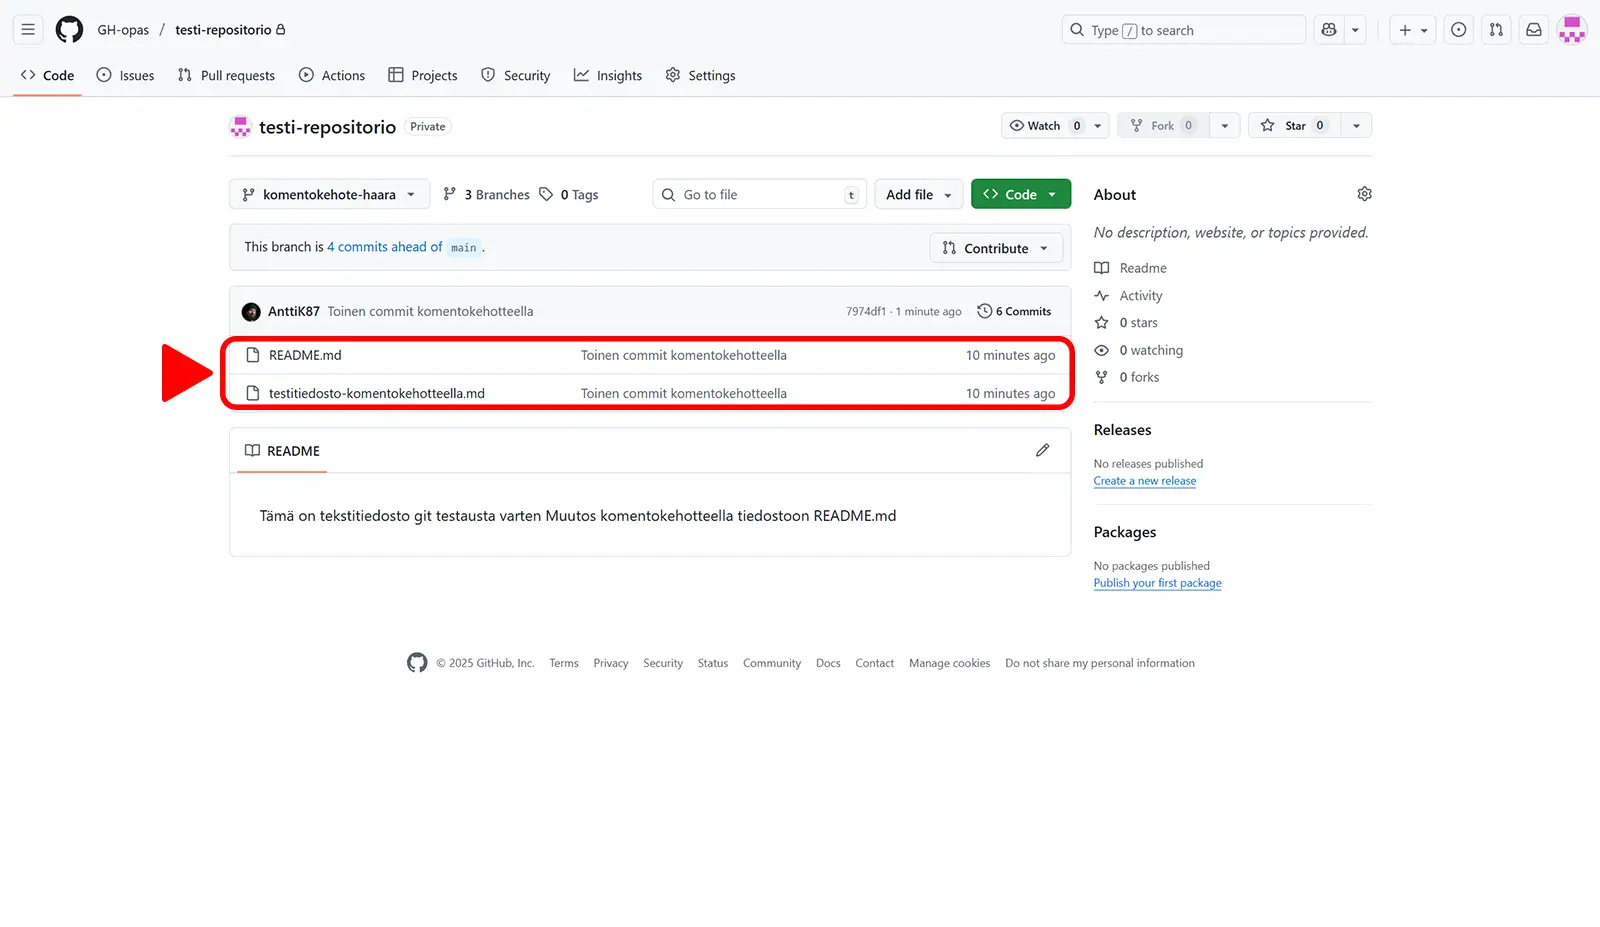 GH-opas / testi-repositorio
Type / to search
Code
Issues
Pull requests
Actions
Projects
Security
Insights
Settings
testi-repositorio Private
Watch 0
Fork 0
Star 0
komentokehote-haara
3 Branches
0 Tags
Go to file t
Add file
Code
This branch is 4 commits ahead of main .
Contribute
AnttiK87 Toinen commit komentokehotteella 7974df1 · 1 minute ago 6 Commits
README.md Toinen commit komentokehotteella 10 minutes ago
testitiedosto-komentokehotteella.md Toinen commit komentokehotteella 10 minutes ago
README
Tämä on tekstitiedosto git testausta varten Muutos komentokehotteella tiedostoon README.md
About
No description, website, or topics provided.
Readme
Activity
0 stars
0 watching
0 forks
Releases
No releases published
Create a new release
Packages
No packages published
Publish your first package
© 2025 GitHub, Inc. Terms Privacy Security Status Community Docs Contact Manage cookies Do not share my personal information